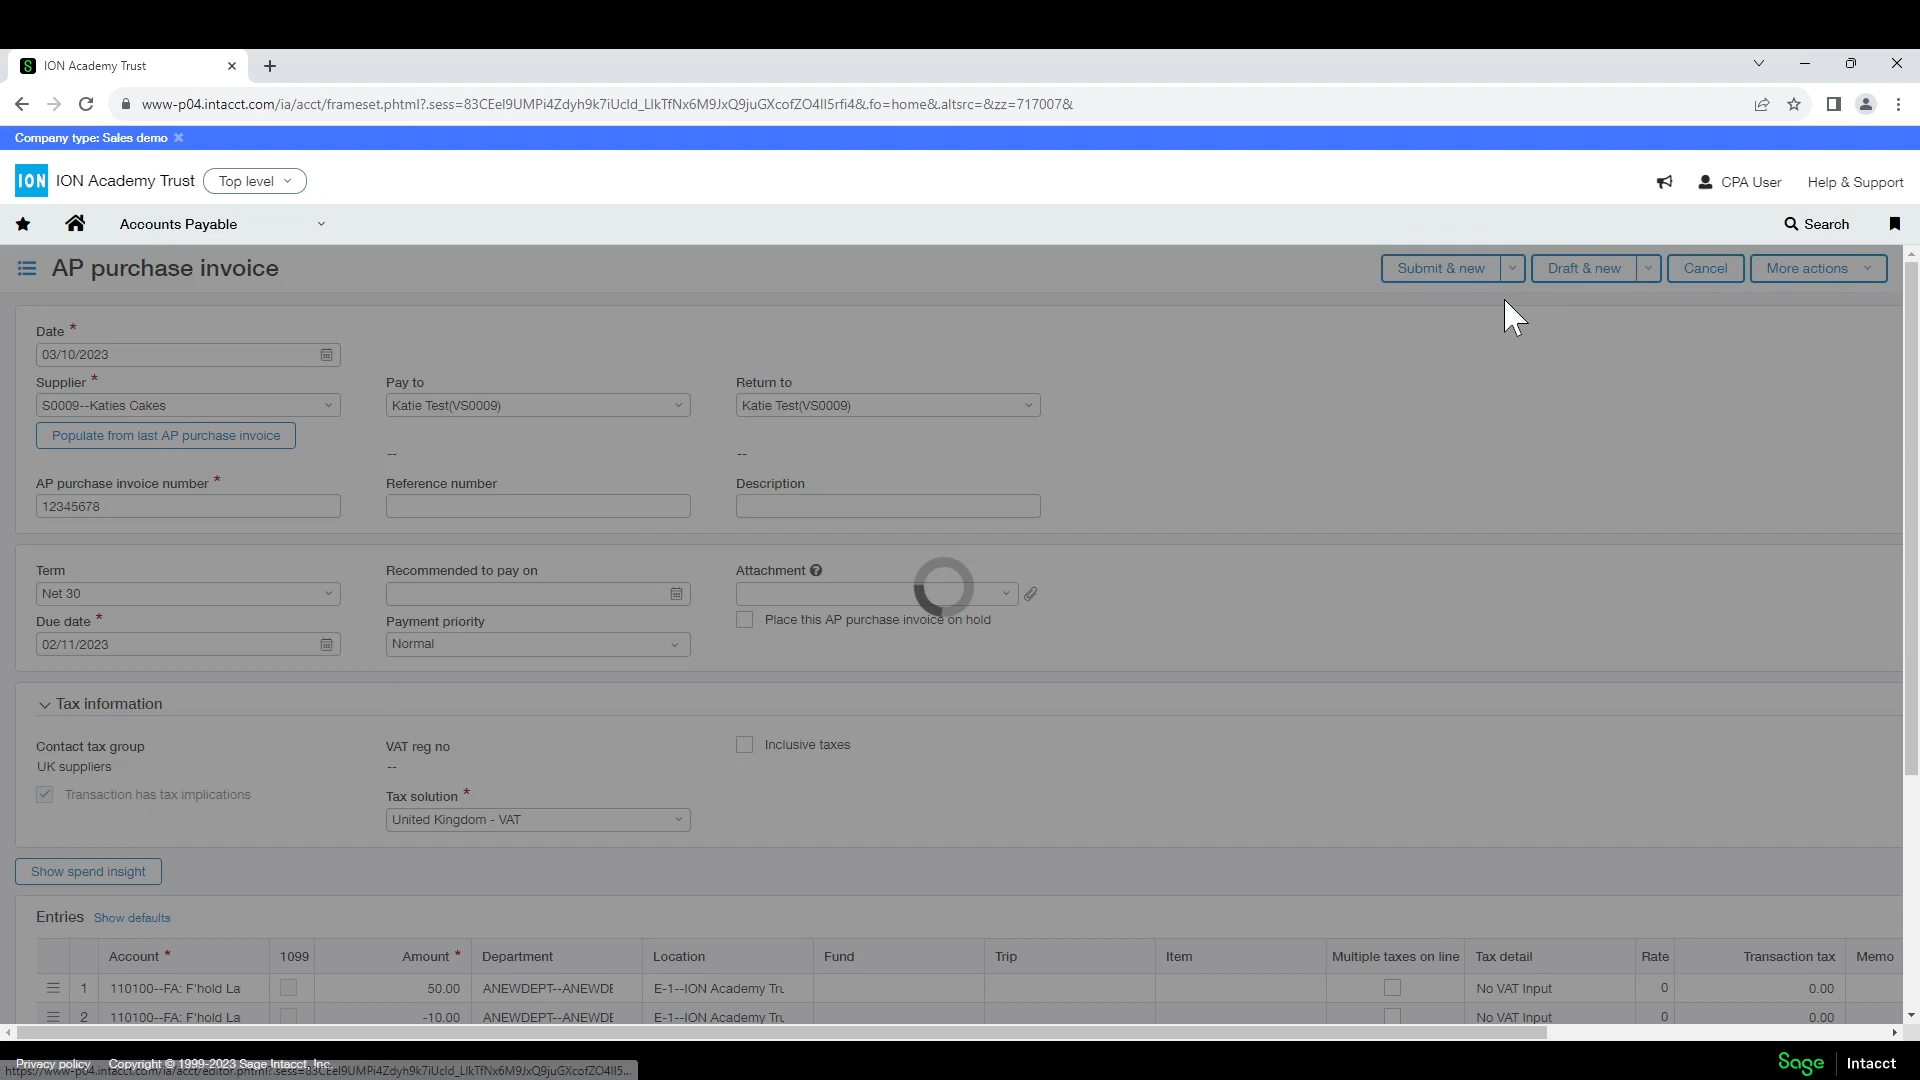 ION Academy Trust
www-p04.intacct.com/ia/acct/frameset.phtml?.sess=83CEel9UMPi4Zdyh9k7iUcld_LlkTfNx6M9JxQ9juGXcofZO4Il5rfi4&.fo=home&.altsrc=&zz=717007&
Company type: Sales demo
ION ION Academy Trust Top level CPA User Help & Support
Accounts Payable Search
AP purchase invoice Submit & new Draft & new Cancel More actions
Date *
03/10/2023
Supplier * Pay to Return to
S0009--Katies Cakes Katie Test(VS0009) Katie Test(VS0009)
Populate from last AP purchase invoice
-- --
AP purchase invoice number * Reference number Description
12345678
Term Recommended to pay on Attachment ?
Net 30
Due date * Payment priority Place this AP purchase invoice on hold
02/11/2023 Normal
Tax information
Contact tax group VAT reg no Inclusive taxes
UK suppliers --
Transaction has tax implications Tax solution *
United Kingdom - VAT
Show spend insight
Entries Show defaults
Account * 1099 Amount * Department Location Fund Trip Item Multiple taxes on line Tax detail Rate Transaction tax Memo
1 110100--FA: F'hold La 50.00 ANEWDEPT--ANEWDE E-1--ION Academy Tru No VAT Input 0 0.00
2 110100--FA: F'hold La -10.00 ANEWDEPT--ANEWDE E-1--ION Academy Tru No VAT Input 0 0.00
Privacy policy Copyright © 1999-2023 Sage Intacct, Inc. Sage Intacct